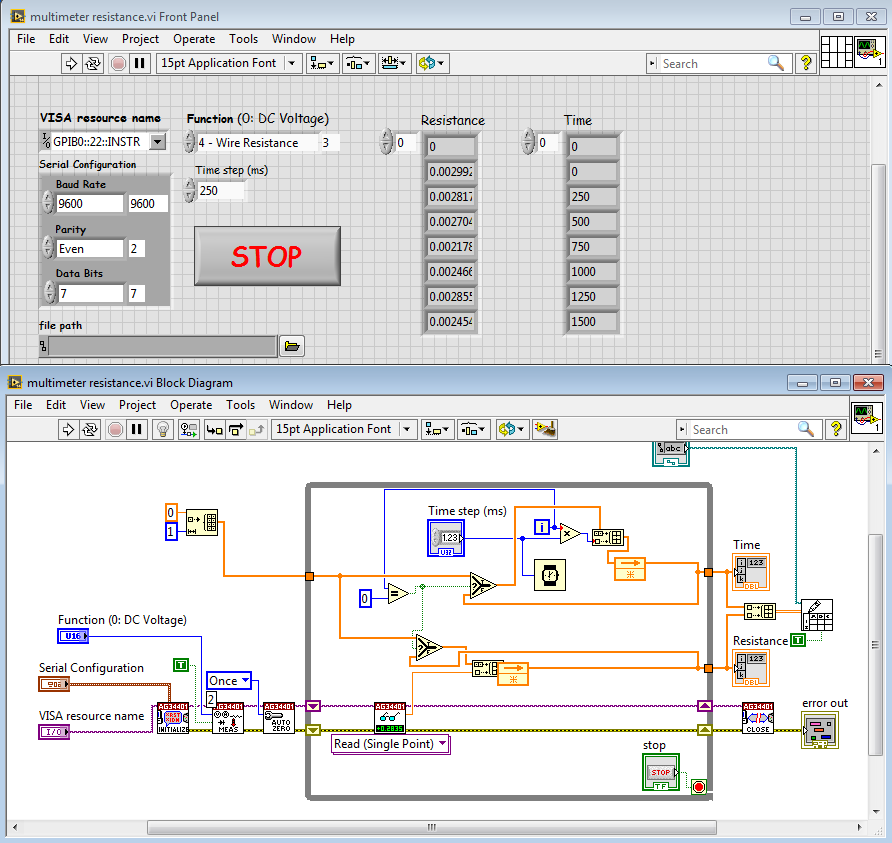 multimeter resistance.vi Front Panel
File Edit View Project Operate Tools Window Help
15pt Application Font
Search
?
1
VISA resource name
I/O GPIB0::22::INSTR
Serial Configuration
Baud Rate
9600 9600
Parity
Even 2
Data Bits
7 7
file path
Function (0: DC Voltage)
4 - Wire Resistance 3
Time step (ms)
250
STOP
Resistance
0
0
0.002992
0.002817
0.002704
0.002178
0.002466
0.002855
0.002454
Time
0
0
0
250
500
750
1000
1250
1500
multimeter resistance.vi Block Diagram
File Edit View Project Operate Tools Window Help
15pt Application Font
Search
?
1
abc
0
1
Time step (ms)
1.23
U32
i
x
0
=
?
?
Time
123
DBL
Resistance
T
123
DBL
Function (0: DC Voltage)
U16
Serial Configuration
T
VISA resource name
I/O
Once
2
AG34401
INITIALIZE
AG34401
MEAS
AG34401
AUTO
ZERO
AG34401
Read (Single Point)
AG34401
CLOSE
error out
stop
STOP
TF